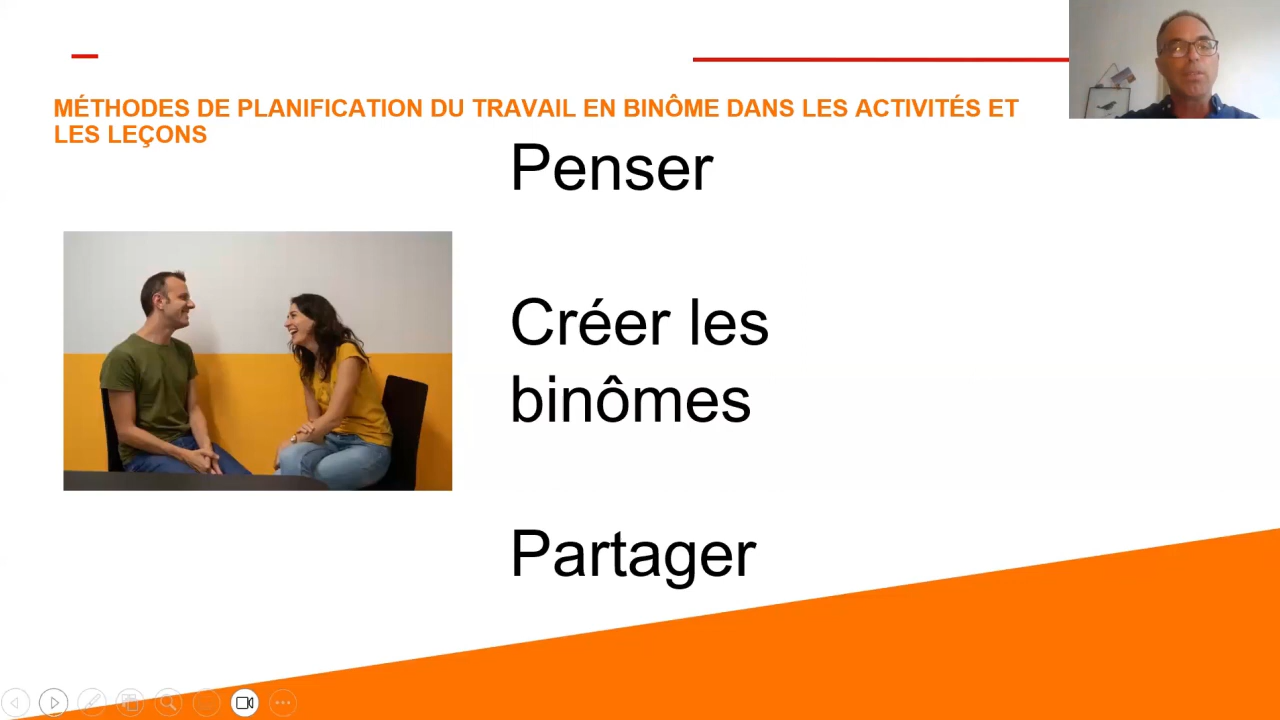 MÉTHODES DE PLANIFICATION DU TRAVAIL EN BINÔME DANS LES ACTIVITÉS ET
LES LEÇONS
Penser
Créer les
binômes
Partager